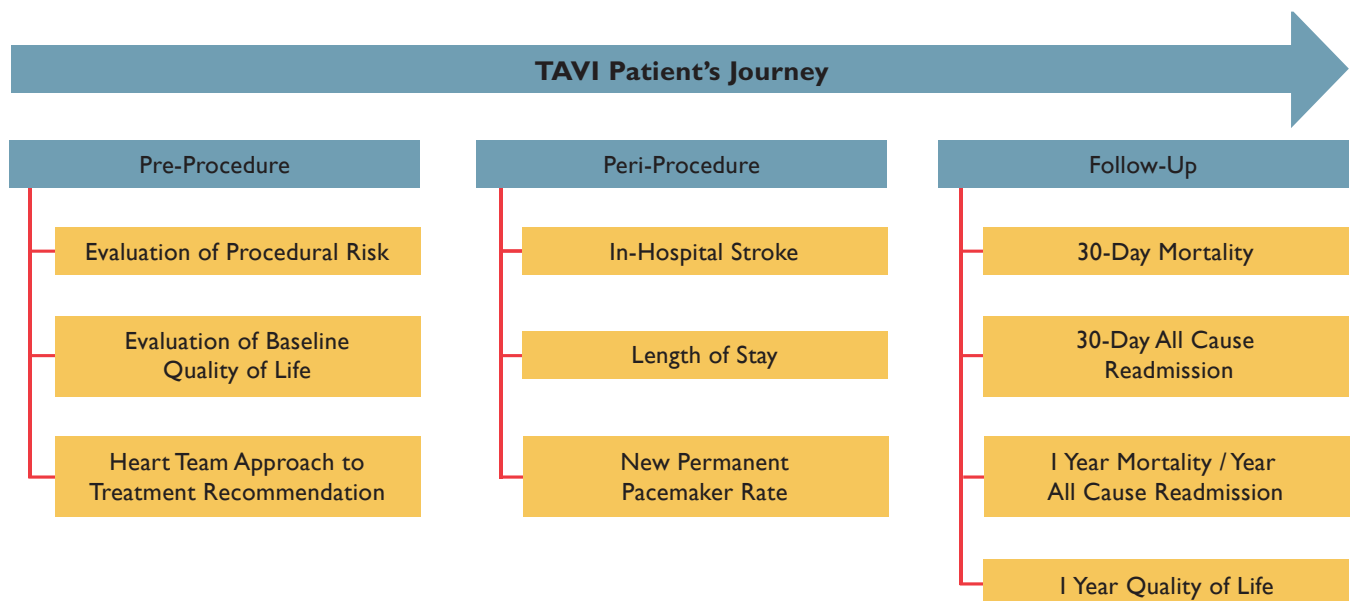 TAVI Patient’s Journey
Pre-Procedure
Evaluation of Procedural Risk
Evaluation of Baseline
Quality of Life
Heart Team Approach to
Treatment Recommendation
Peri-Procedure
In-Hospital Stroke
Length of Stay
New Permanent
Pacemaker Rate
Follow-Up
30-Day Mortality
30-Day All Cause
Readmission
1 Year Mortality / Year
All Cause Readmission
1 Year Quality of Life